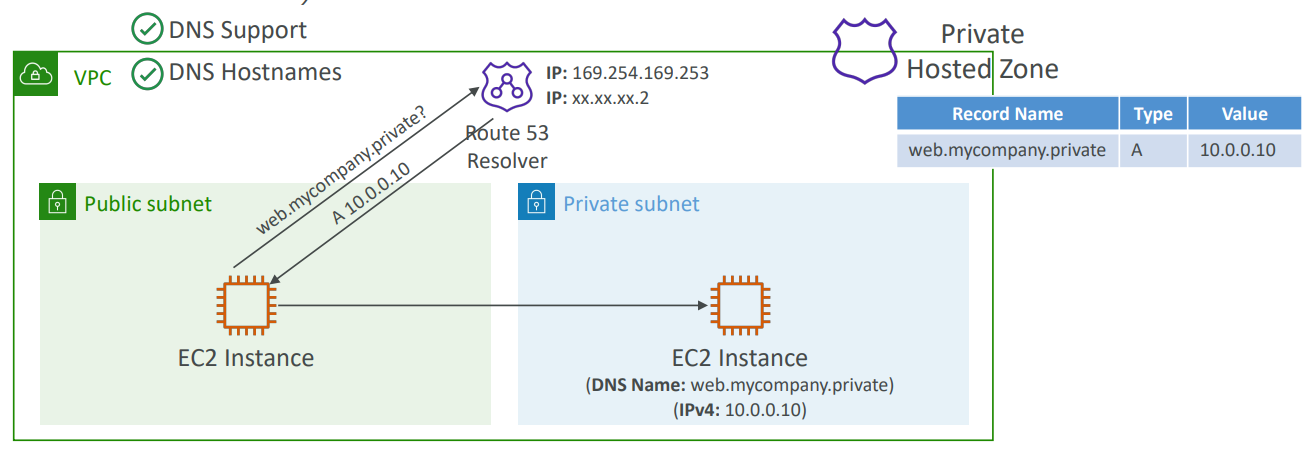 DNS Support
VPC
DNS Hostnames
IP: 169.254.169.253
IP: xx.xx.xx.2
Route 53
Resolver
Private
Hosted Zone
Record Name Type Value
web.mycompany.private A 10.0.0.10
web.mycompany.private?
A 10.0.0.10
Public subnet
Private subnet
EC2 Instance
EC2 Instance
(DNS Name: web.mycompany.private)
(IPv4: 10.0.0.10)